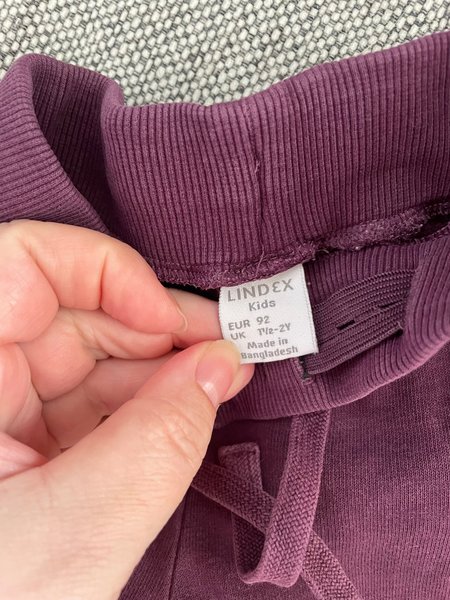 LINDEX
Kids
EUR 92
UK 1½-2Y
Made in
Bangladesh